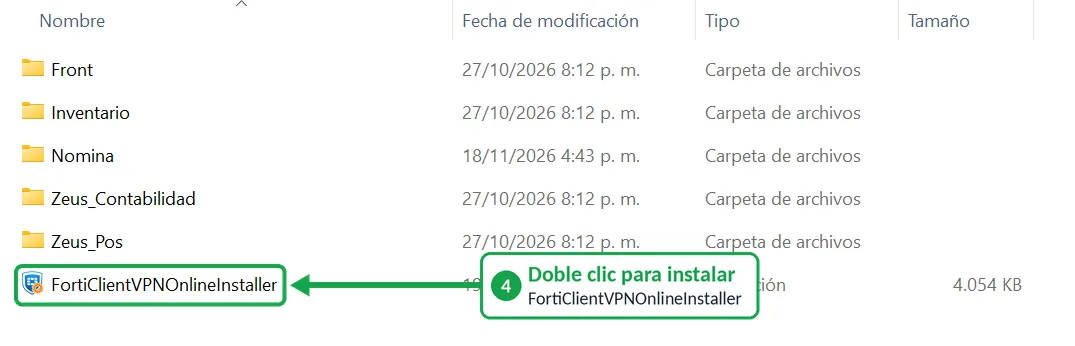 Nombre Fecha de modificación Tipo Tamaño
Front 27/10/2026 8:12 p. m. Carpeta de archivos
Inventario 27/10/2026 8:12 p. m. Carpeta de archivos
Nomina 18/11/2026 4:43 p. m. Carpeta de archivos
Zeus_Contabilidad 27/10/2026 8:12 p. m. Carpeta de archivos
Zeus_Pos 27/10/2026 8:12 p. m. Carpeta de archivos
FortiClientVPNOnlineInstaller 4.054 KB
4 Doble clic para instalar
FortiClientVPNOnlineInstaller